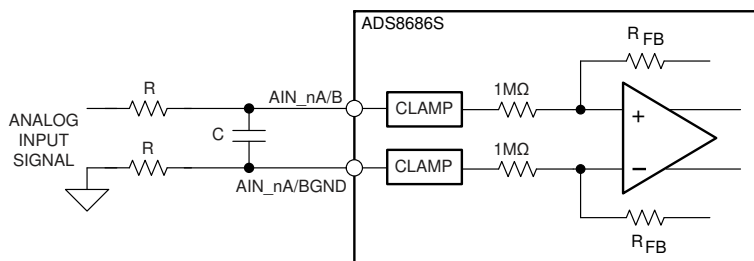 ADS8686S
R FB
R
AIN_nA/B
CLAMP
1MΩ
ANALOG
INPUT
SIGNAL
C
+
R
CLAMP
1MΩ
−
AIN_nA/BGND
R FB